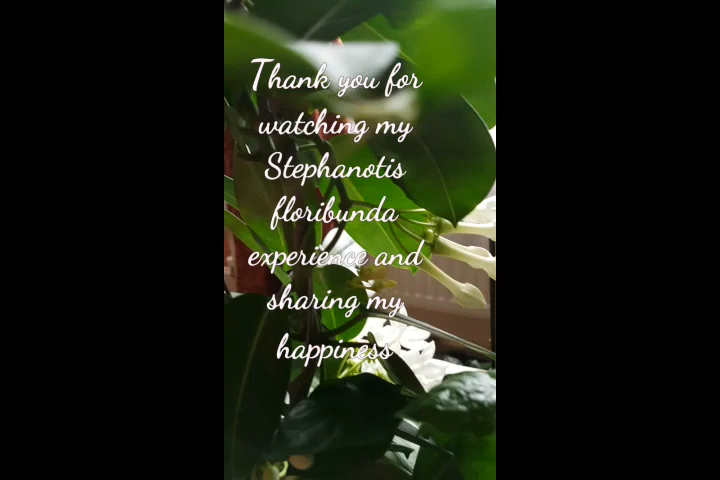 Thank you for
watching my
Stephanotis
floribunda
experience and
sharing my
happiness